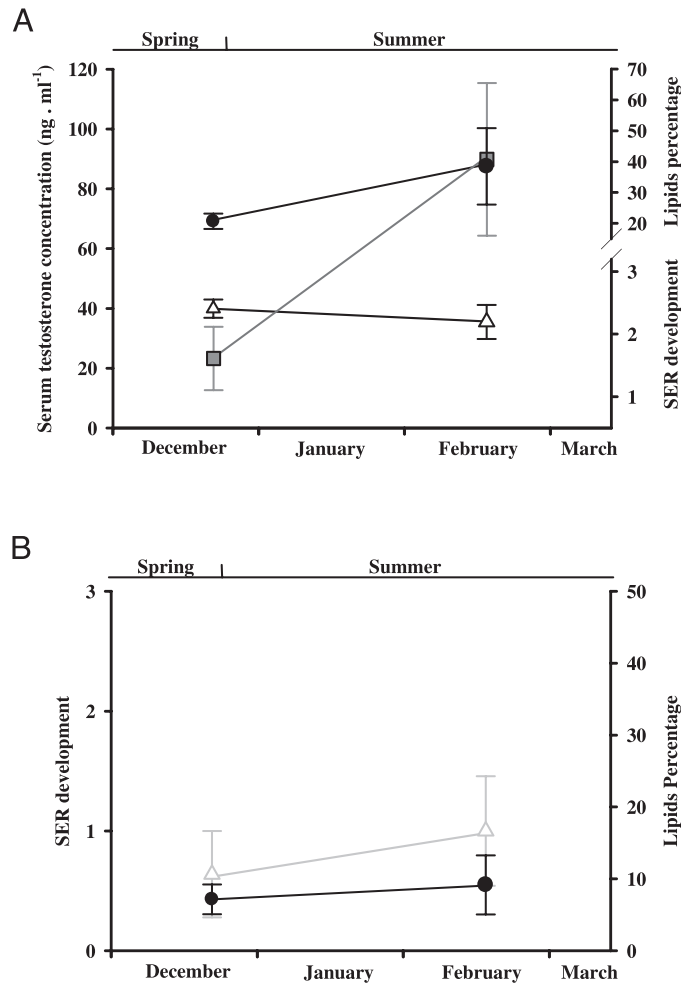 A
Spring Summer
Serum testosterone concentration (ng . ml⁻¹)
120
100
80
60
40
20
0
70
60
50
40
30
20
3
2
1
Lipids percentage
SER development
December January February March
B
Spring Summer
SER development
3
2
1
0
50
40
30
20
10
0
Lipids Percentage
December January February March